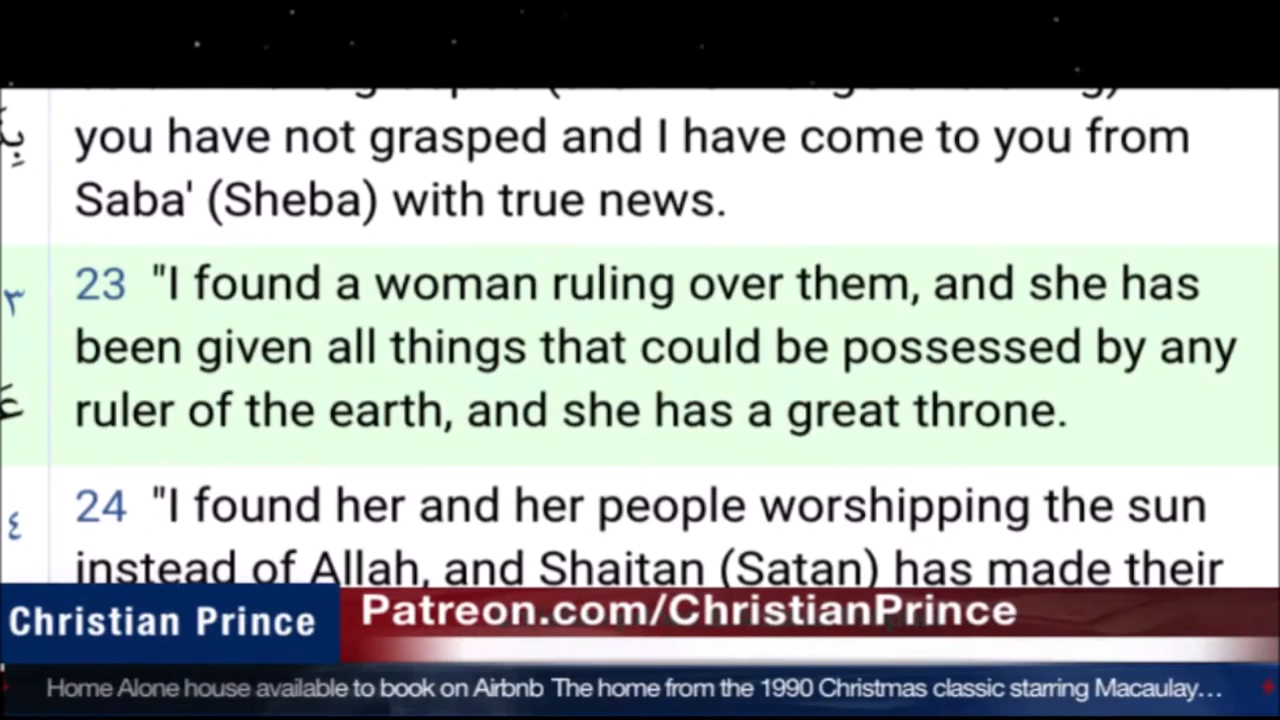 you have not grasped and I have come to you from
Saba' (Sheba) with true news.
23 "I found a woman ruling over them, and she has
been given all things that could be possessed by any
ruler of the earth, and she has a great throne.
24 "I found her and her people worshipping the sun
instead of Allah, and Shaitan (Satan) has made their
٣
٤
Christian Prince
Patreon.com/ChristianPrince
Home Alone house available to book on Airbnb The home from the 1990 Christmas classic starring Macaulay...